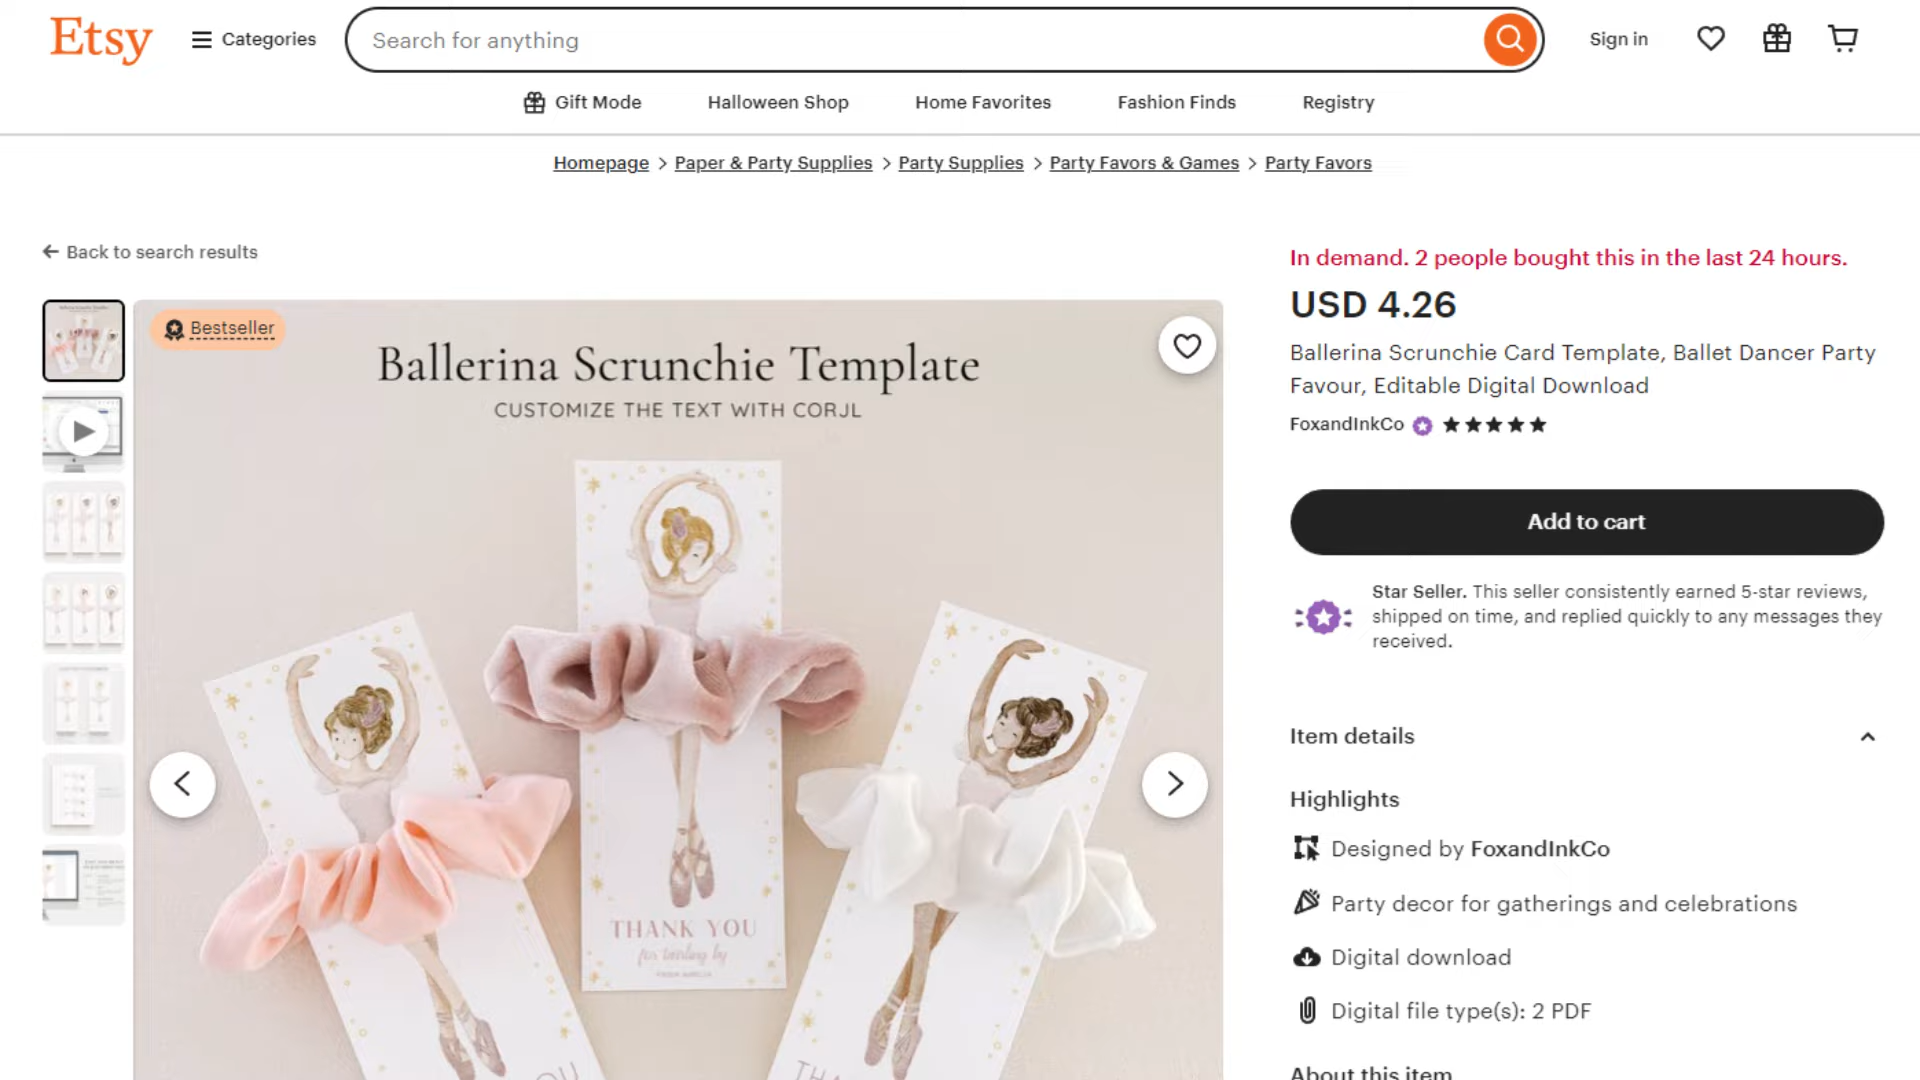 Etsy
Categories
Search for anything
Sign in
Gift Mode
Halloween Shop
Home Favorites
Fashion Finds
Registry
Homepage > Paper & Party Supplies > Party Supplies > Party Favors & Games > Party Favors
Back to search results
Bestseller
Ballerina Scrunchie Template
CUSTOMIZE THE TEXT WITH CORJL
THANK YOU
for twirling by
In demand. 2 people bought this in the last 24 hours.
USD 4.26
Ballerina Scrunchie Card Template, Ballet Dancer Party
Favour, Editable Digital Download
FoxandInkCo
Add to cart
Star Seller. This seller consistently earned 5-star reviews,
shipped on time, and replied quickly to any messages they
received.
Item details
Highlights
Designed by FoxandInkCo
Party decor for gatherings and celebrations
Digital download
Digital file type(s): 2 PDF
About this item